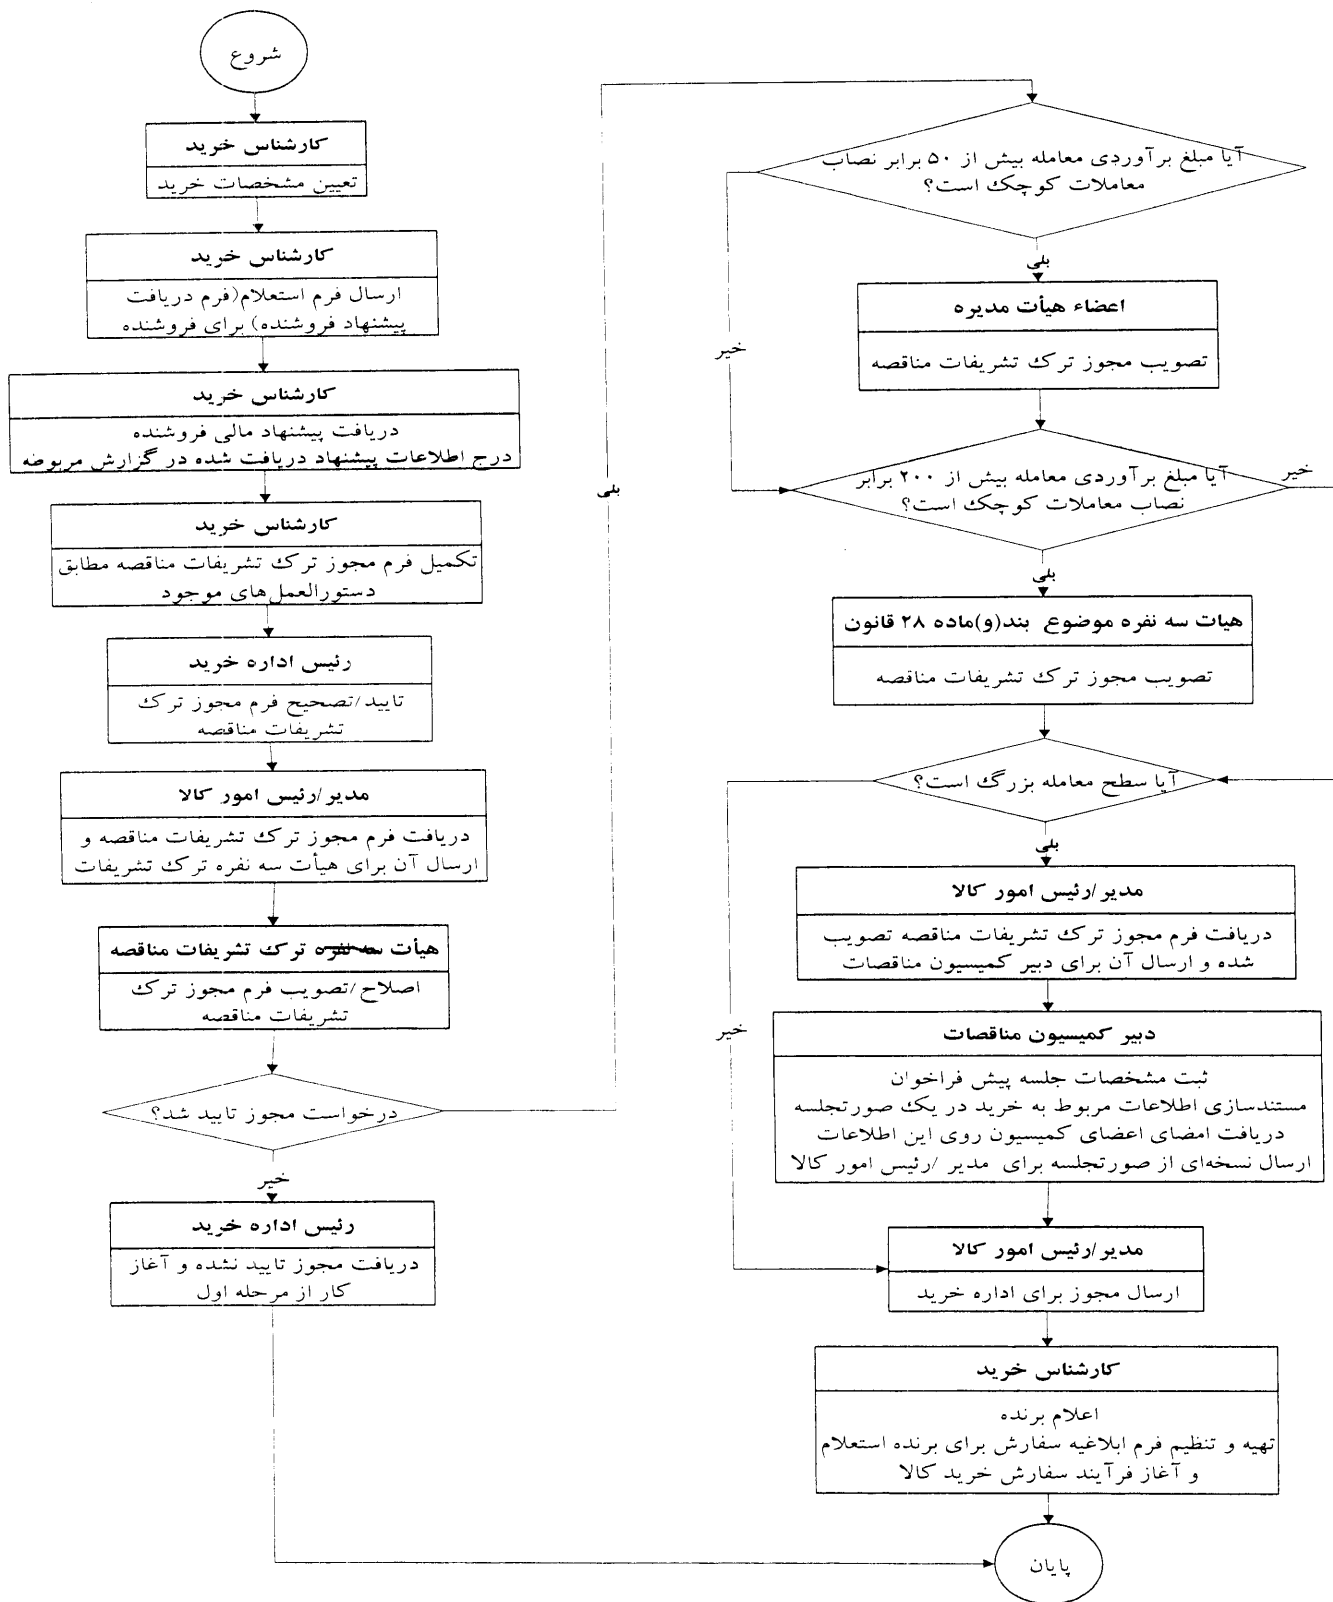 شروع
کارشناس خرید
تعیین مشخصات خرید
کارشناس خرید
ارسال فرم استعلام(فرم دریافت
پیشنهاد فروشنده) برای فروشنده
کارشناس خرید
دریافت پیشنهاد مالی فروشنده
درج اطلاعات پیشنهاد دریافت شده در گزارش مربوطه
کارشناس خرید
تکمیل فرم مجوز ترک تشریفات مناقصه مطابق
دستورالعمل‌های موجود
رئیس اداره خرید
تایید/تصحیح فرم مجوز ترک
تشریفات مناقصه
مدیر/رئیس امور کالا
دریافت فرم مجوز ترک تشریفات مناقصه و
ارسال آن برای هیأت سه نفره ترک تشریفات
هیأت سه نفره ترک تشریفات مناقصه
اصلاح/تصویب فرم مجوز ترک
تشریفات مناقصه
درخواست مجوز تایید شد؟
خیر
رئیس اداره خرید
دریافت مجوز تایید نشده و آغاز
کار از مرحله اول
بلی
آیا مبلغ برآوردی معامله بیش از ۵۰ برابر نصاب
معاملات کوچک است؟
بلی
خیر
اعضاء هیأت مدیره
تصویب مجوز ترک تشریفات مناقصه
آیا مبلغ برآوردی معامله بیش از ۲۰۰ برابر
نصاب معاملات کوچک است؟
خیر
بلی
هیات سه نفره موضوع بند(و)ماده ۲۸ قانون
تصویب مجوز ترک تشریفات مناقصه
آیا سطح معامله بزرگ است؟
بلی
خیر
مدیر/رئیس امور کالا
دریافت فرم مجوز ترک تشریفات مناقصه تصویب
شده و ارسال آن برای دبیر کمیسیون مناقصات
دبیر کمیسیون مناقصات
ثبت مشخصات جلسه پیش فراخوان
مستندسازی اطلاعات مربوط به خرید در یک صورتجلسه
دریافت امضای اعضای کمیسیون روی این اطلاعات
ارسال نسخه‌ای از صورتجلسه برای مدیر /رئیس امور کالا
مدیر/رئیس امور کالا
ارسال مجوز برای اداره خرید
کارشناس خرید
اعلام برنده
تهیه و تنظیم فرم ابلاغیه سفارش برای برنده استعلام
و آغاز فرآیند سفارش خرید کالا
پایان